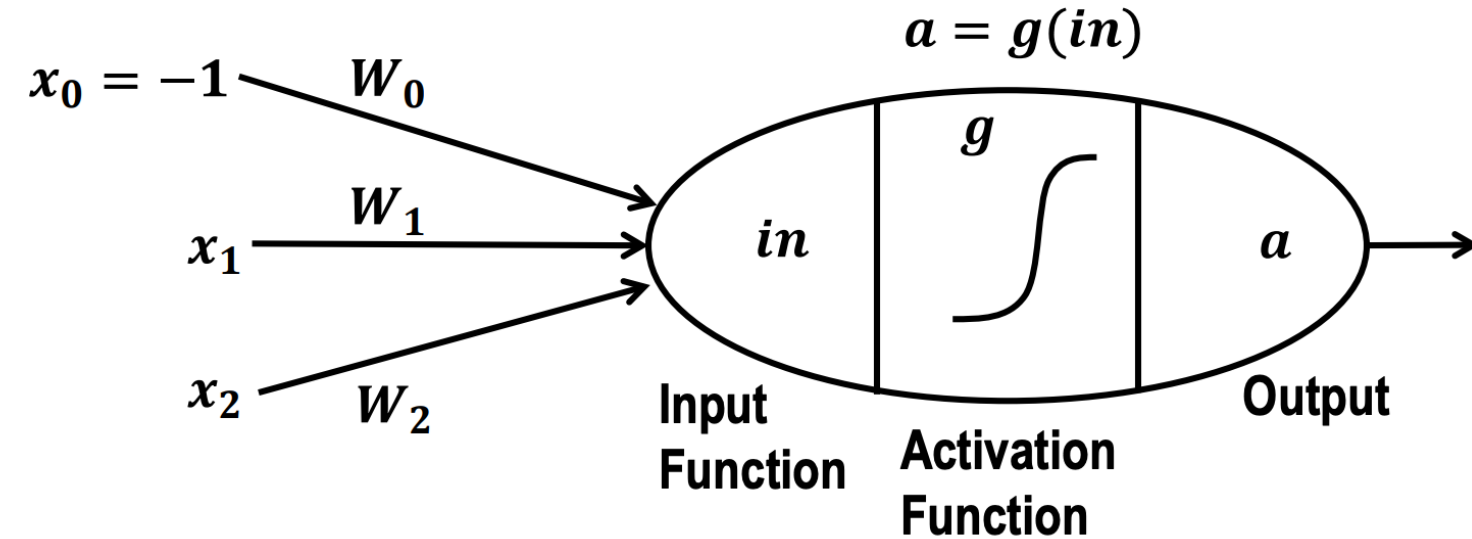 a = g(in)
x₀ = −1
W₀
g
W₁
x₁
in
a
x₂
W₂
Input
Function
Activation
Function
Output